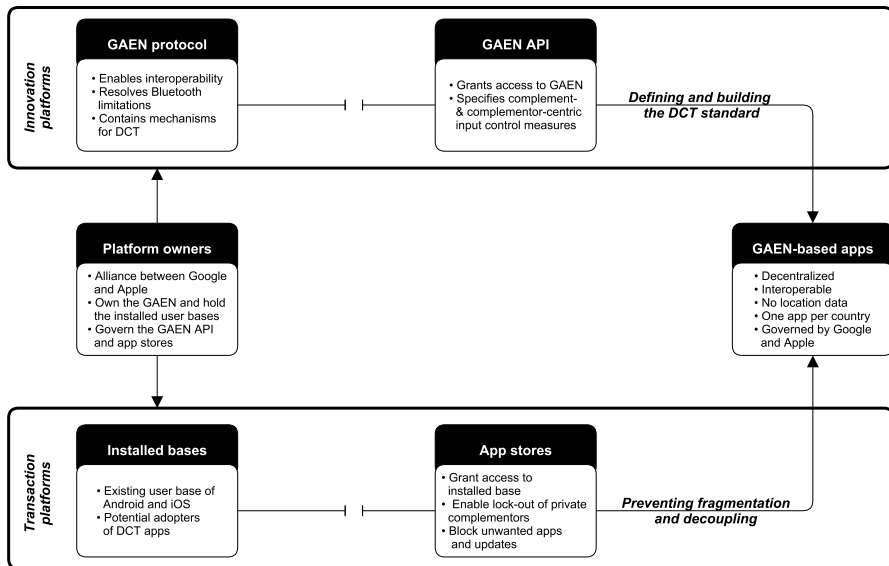 Innovation
platforms
GAEN protocol
• Enables interoperability
• Resolves Bluetooth
limitations
• Contains mechanisms
for DCT
GAEN API
• Grants access to GAEN
• Specifies complement-
& complementor-centric
input control measures
Defining and building
the DCT standard
Platform owners
• Alliance between Google
and Apple
• Own the GAEN and hold
the installed user bases
• Govern the GAEN API
and app stores
GAEN-based apps
• Decentralized
• Interoperable
• No location data
• One app per country
• Governed by Google
and Apple
Transaction
platforms
Installed bases
• Existing user base of
Android and iOS
• Potential adopters
of DCT apps
App stores
• Grant access to
installed base
• Enable lock-out of private
complementors
• Block unwanted apps
and updates
Preventing fragmentation
and decoupling